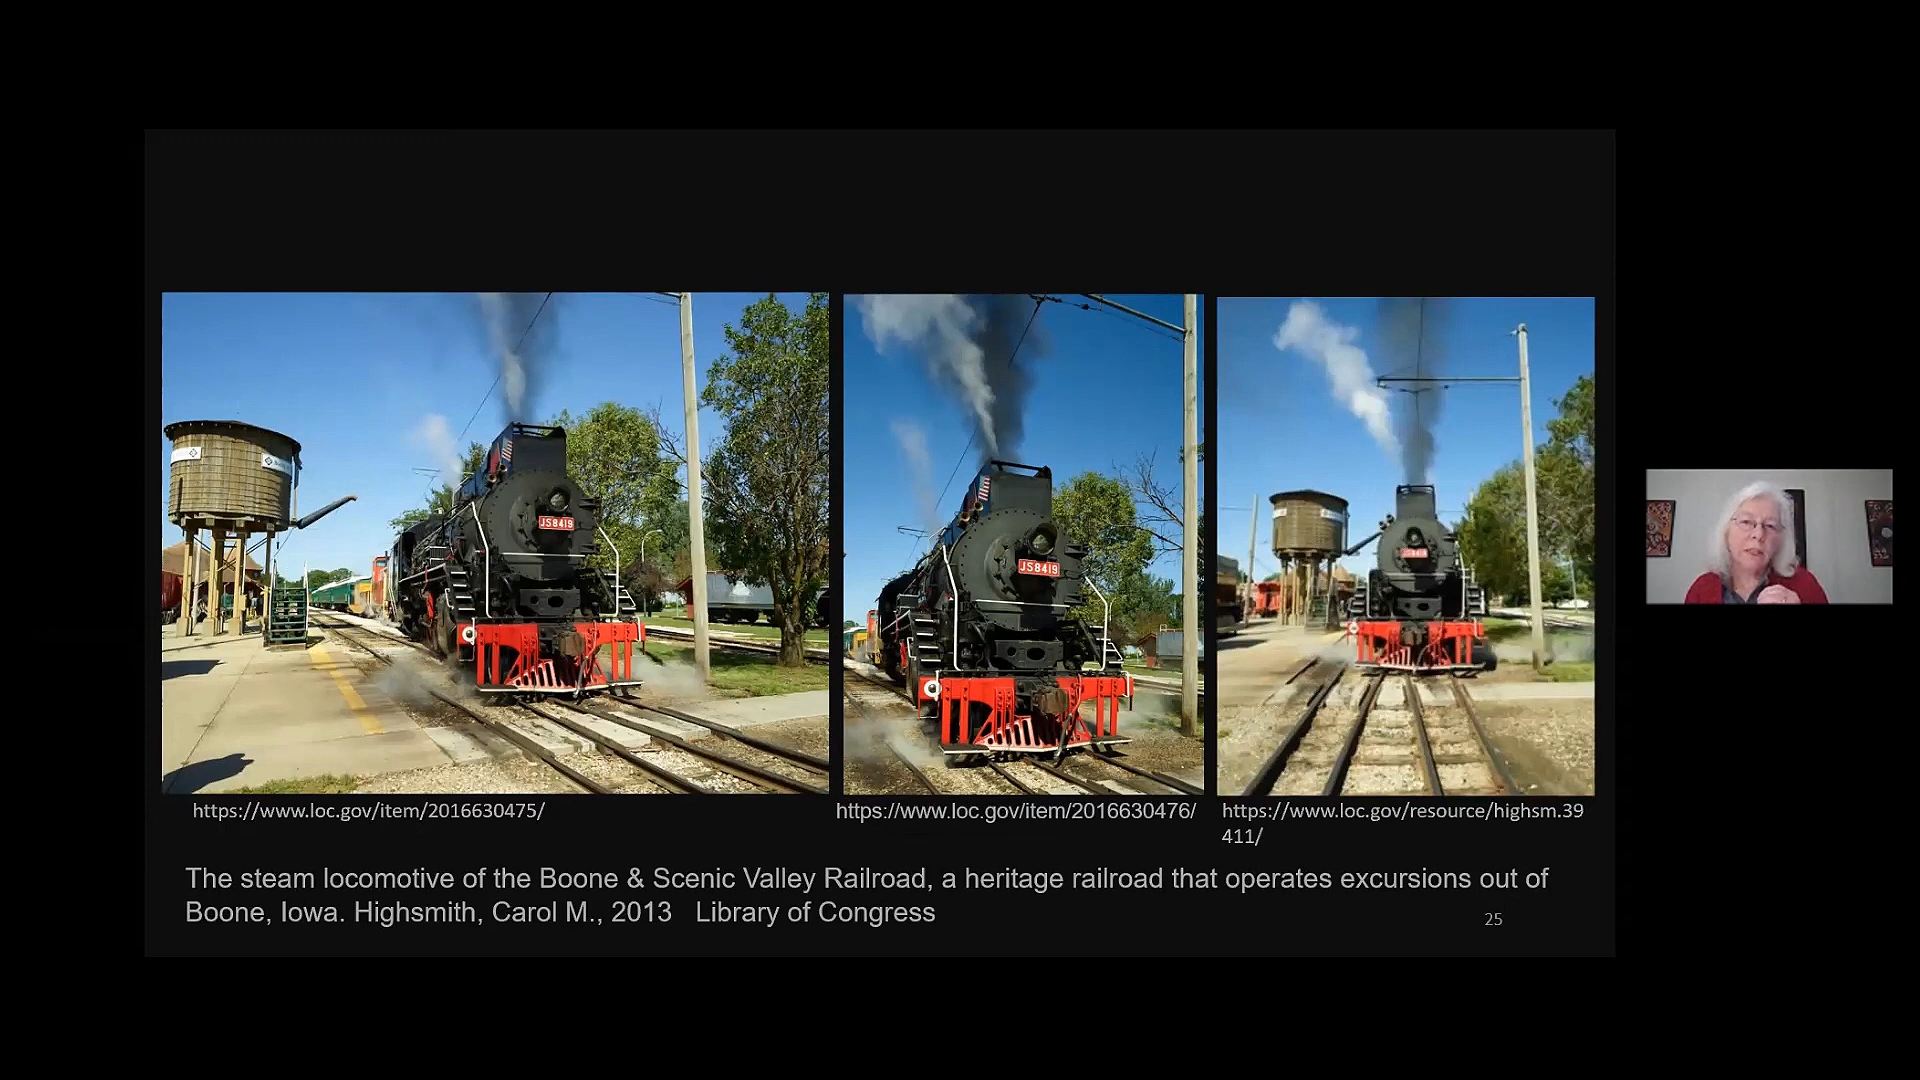 JS8419
JS8419
JS8419
https://www.loc.gov/item/2016630475/
https://www.loc.gov/item/2016630476/
https://www.loc.gov/resource/highsm.39
411/
The steam locomotive of the Boone & Scenic Valley Railroad, a heritage railroad that operates excursions out of
Boone, Iowa. Highsmith, Carol M., 2013 Library of Congress
25